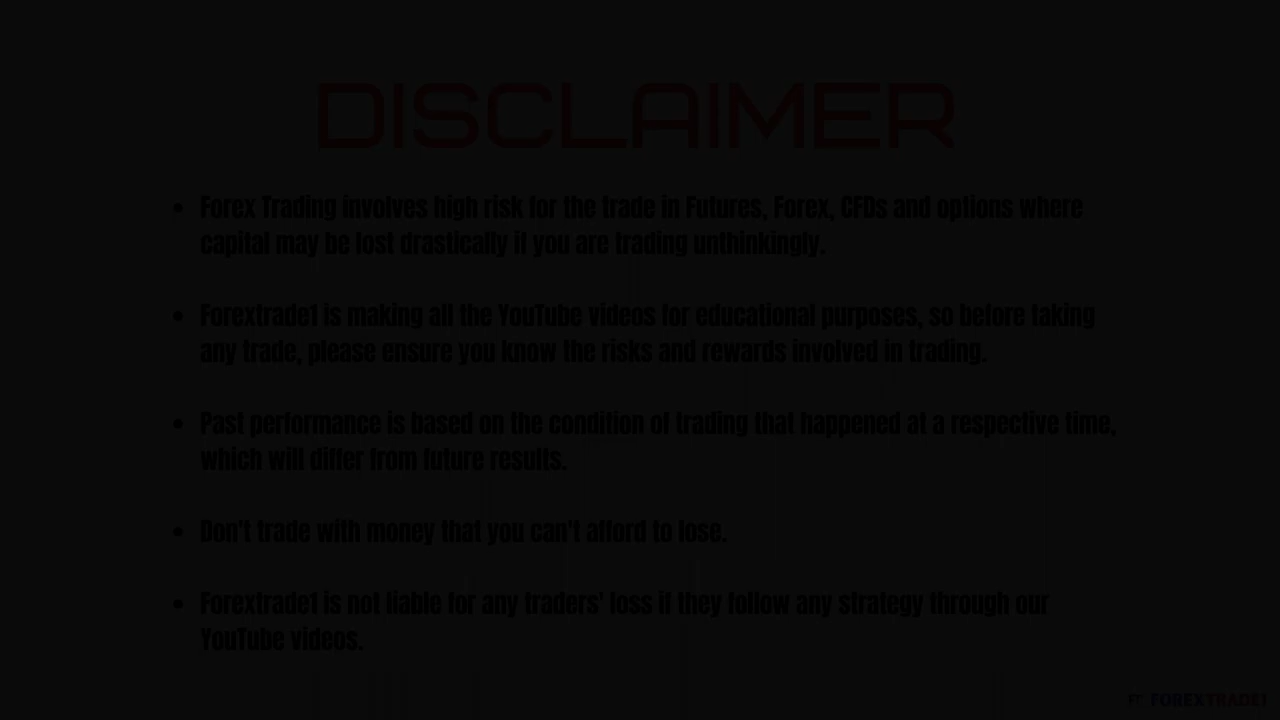 DISCLAIMER
• Forex Trading involves high risk for the trade in Futures, Forex, CFDs and options where
capital may be lost drastically if you are trading unthinkingly.
• Forextrade1 is making all the YouTube videos for educational purposes, so before taking
any trade, please ensure you know the risks and rewards involved in trading.
• Past performance is based on the condition of trading that happened at a respective time,
which will differ from future results.
• Don't trade with money that you can't afford to lose.
• Forextrade1 is not liable for any traders' loss if they follow any strategy through our
YouTube videos.
FOREXTRADE1